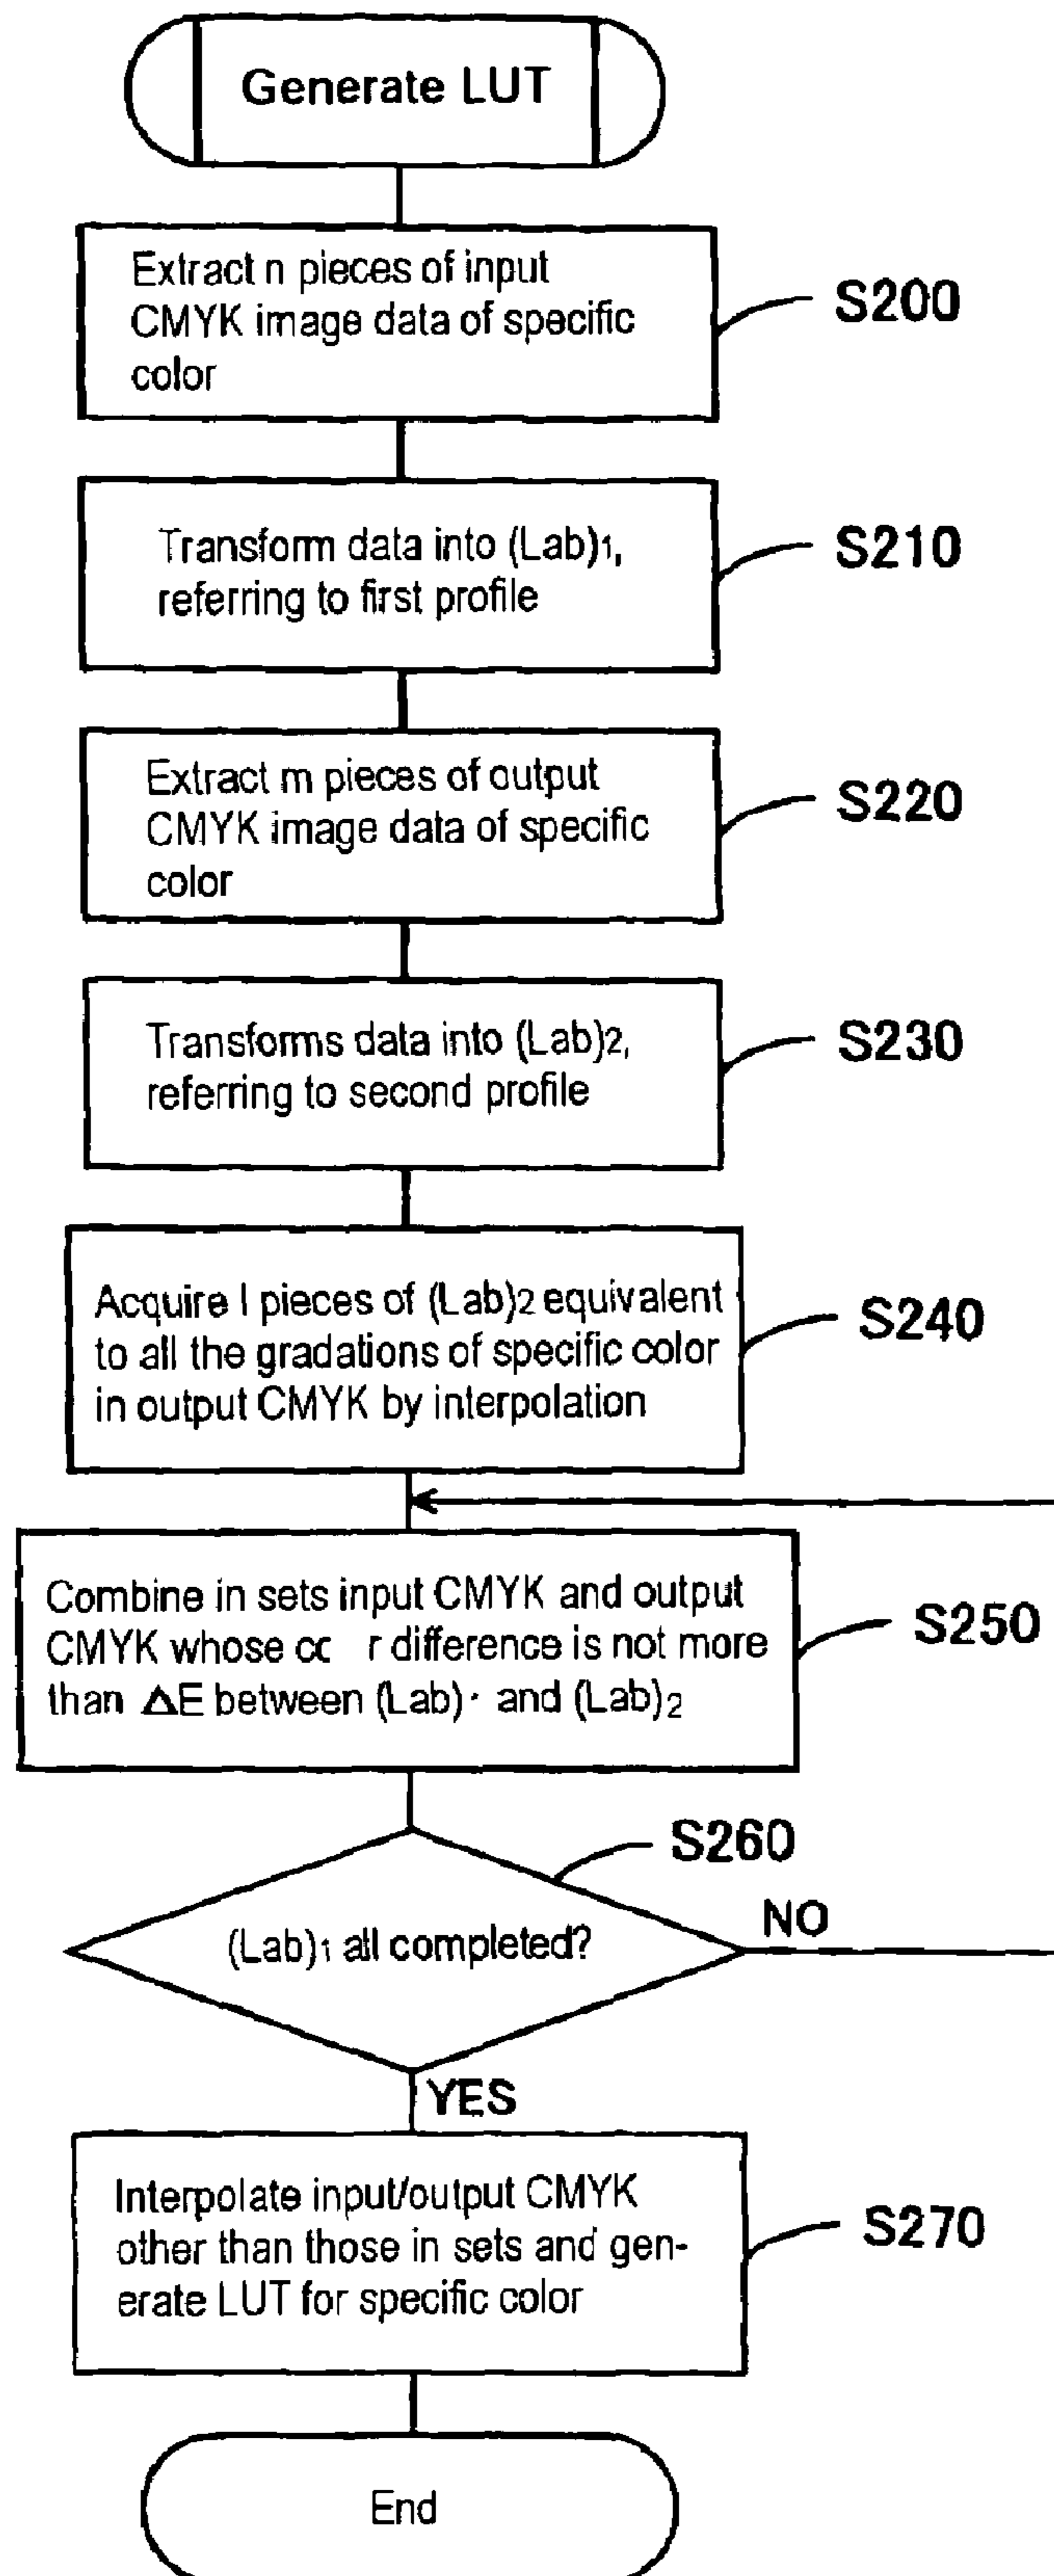 Generate LUT
Extract n pieces of input
CMYK image data of specific
color
S200
Transform data into (Lab)1,
referring to first profile
S210
Extract m pieces of output
CMYK image data of specific
color
S220
Transforms data into (Lab)2,
referring to second profile
S230
Acquire l pieces of (Lab)2 equivalent
to all the gradations of specific color
in output CMYK by interpolation
S240
Combine in sets input CMYK and output
CMYK whose r difference is not more
than ΔE between (Lab) and (Lab)2
S250
S260
(Lab)1 all completed?
NO
YES
Interpolate input/output CMYK
other than those in sets and gen-
erate LUT for specific color
S270
End